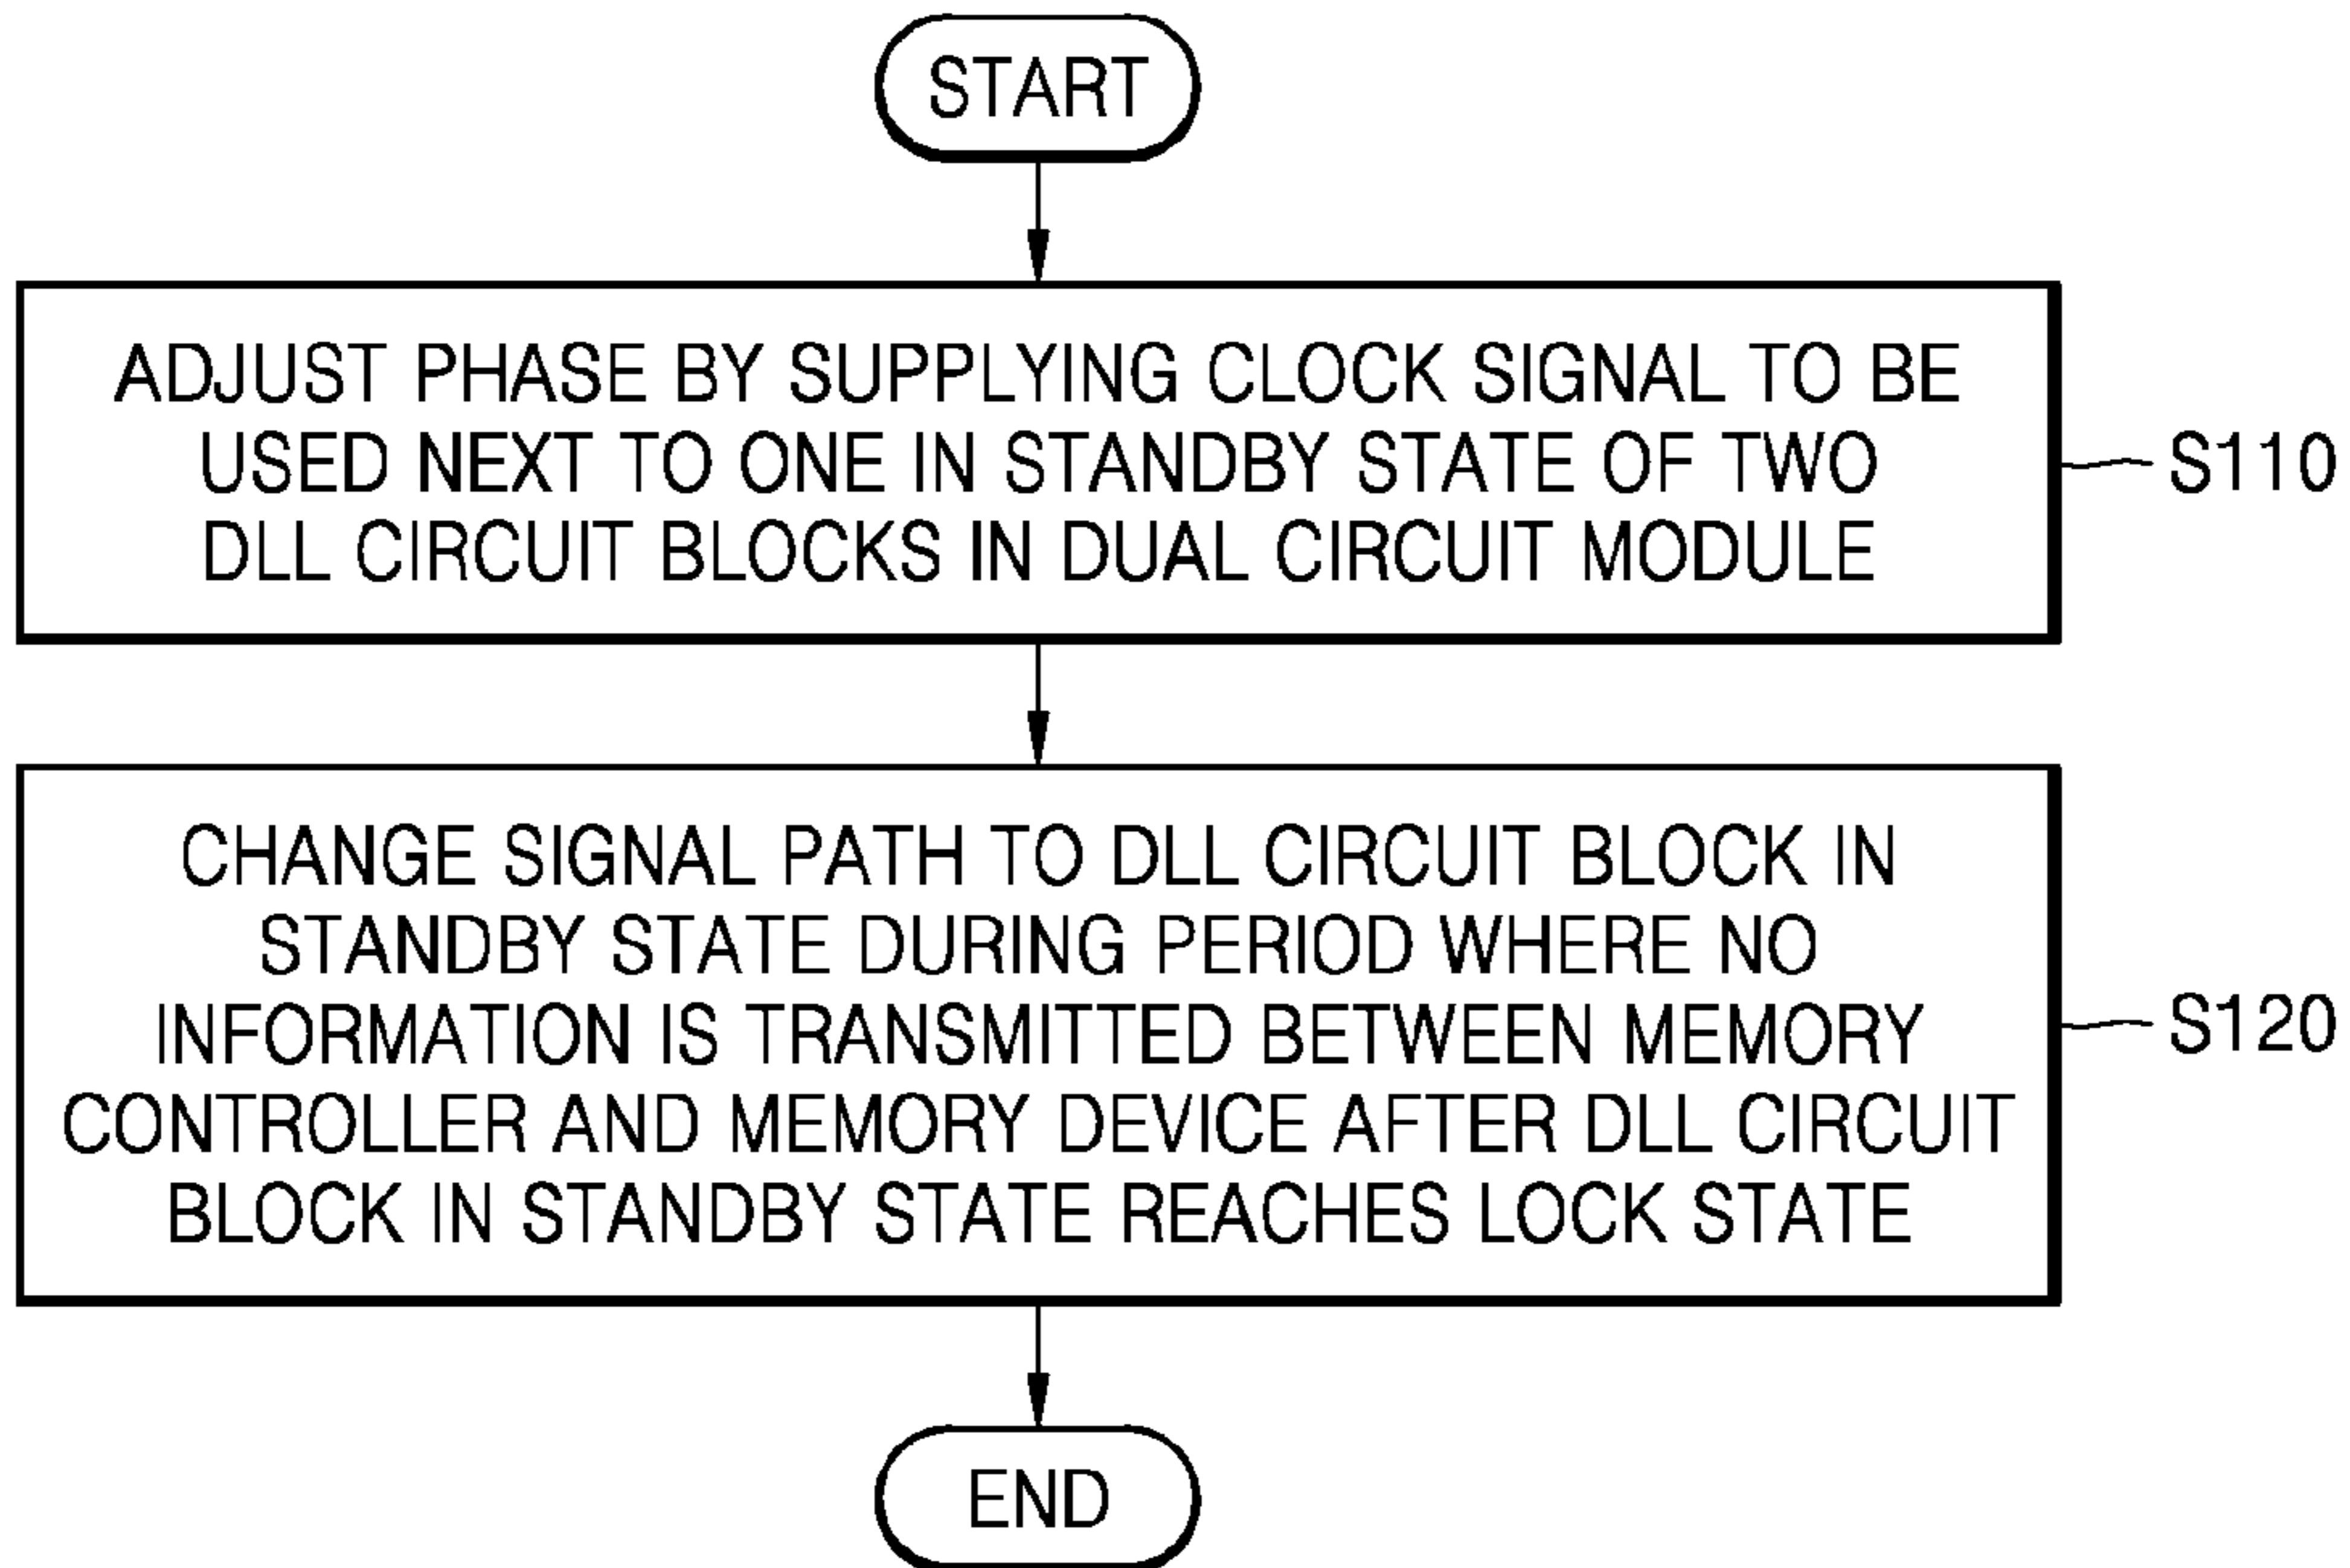 START
ADJUST PHASE BY SUPPLYING CLOCK SIGNAL TO BE
USED NEXT TO ONE IN STANDBY STATE OF TWO
DLL CIRCUIT BLOCKS IN DUAL CIRCUIT MODULE
S110
CHANGE SIGNAL PATH TO DLL CIRCUIT BLOCK IN
STANDBY STATE DURING PERIOD WHERE NO
INFORMATION IS TRANSMITTED BETWEEN MEMORY
CONTROLLER AND MEMORY DEVICE AFTER DLL CIRCUIT
BLOCK IN STANDBY STATE REACHES LOCK STATE
S120
END